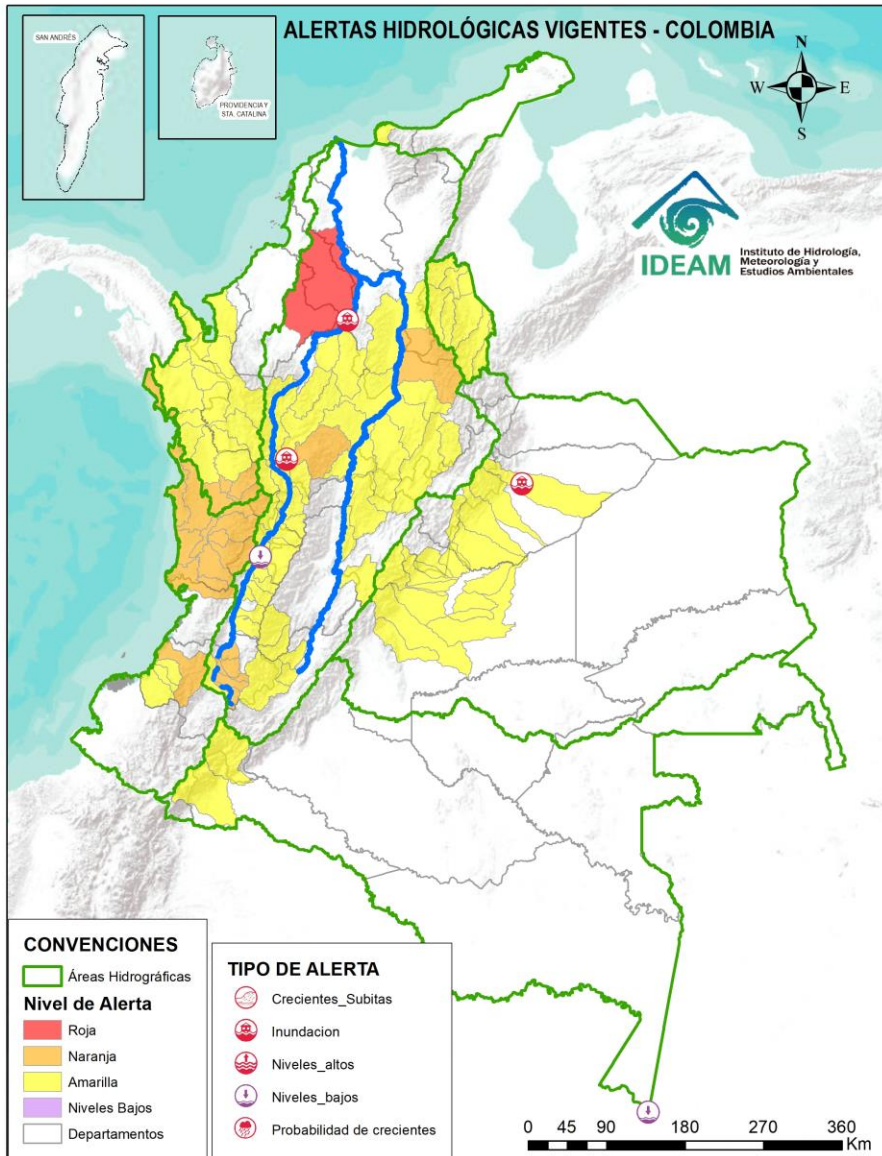 ALERTAS HIDROLÓGICAS VIGENTES - COLOMBIA
SAN ANDRÉS
PROVIDENCIA Y
STA. CATALINA
N
W
E
S
IDEAM
Instituto de Hidrología,
Meteorología y
Estudios Ambientales
CONVENCIONES
Áreas Hidrográficas
Nivel de Alerta
Roja
Naranja
Amarilla
Niveles Bajos
Departamentos
TIPO DE ALERTA
Crecientes_Subitas
Inundacion
Niveles_altos
Niveles_bajos
Probabilidad de crecientes
0 45 90 180 270 360
Km